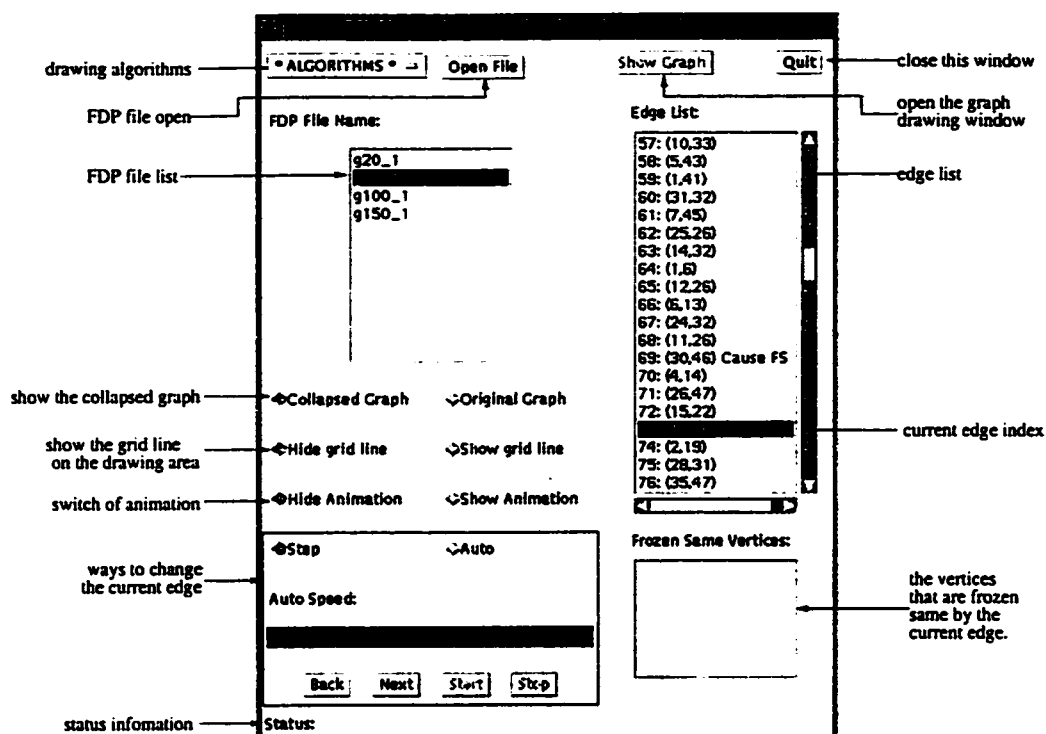 drawing algorithms
* ALGORITHMS *
Open File
Show Graph
Quit
close this window
FDP file open
FDP File Name:
Edge List:
open the graph
drawing window
FDP file list
g20_1
g100_1
g150_1
57: (10,33)
58: (5,43)
59: (1,41)
60: (31,32)
61: (7,45)
62: (25,26)
63: (14,32)
64: (1,6)
65: (12,26)
66: (6,13)
67: (24,32)
68: (11,26)
69: (30,46) Cause FS
70: (4,14)
71: (26,47)
72: (15,22)
74: (2,19)
75: (28,31)
76: (35,47)
edge list
current edge index
show the collapsed graph
Collapsed Graph
Original Graph
show the grid line
on the drawing area
Hide grid line
Show grid line
switch of animation
Hide Animation
Show Animation
ways to change
the current edge
Step
Auto
Auto Speed:
Back
Next
Start
Stop
Frozen Same Vertices:
the vertices
that are frozen
same by the
current edge.
status infomation
Status: